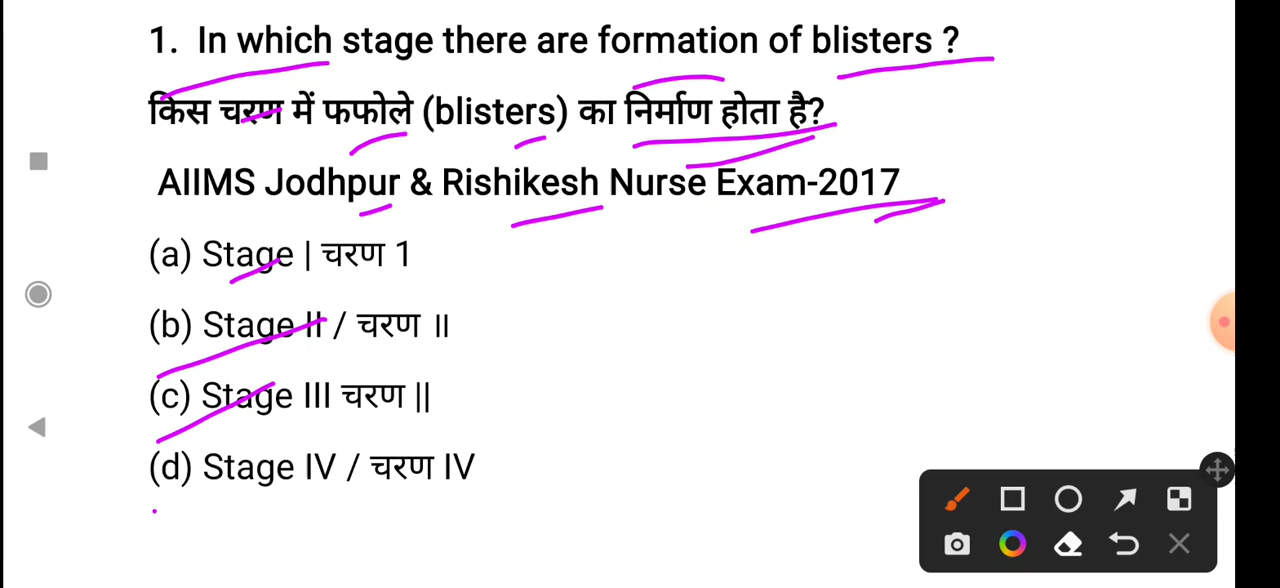 1. In which stage there are formation of blisters ?
किस चरण में फफोले (blisters) का निर्माण होता है?
AIIMS Jodhpur & Rishikesh Nurse Exam-2017
(a) Stage | चरण 1
(b) Stage II / चरण ॥
(c) Stage III चरण ||
(d) Stage IV / चरण IV